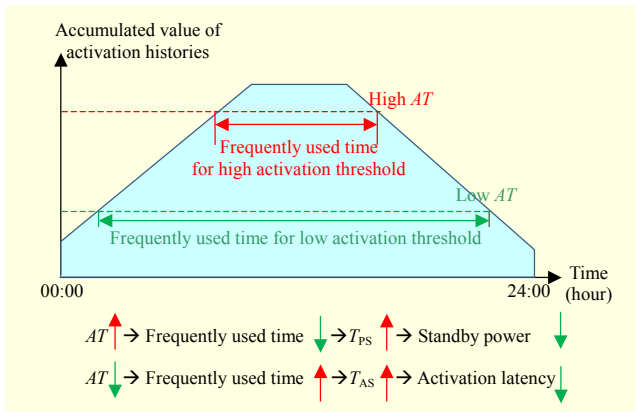 Accumulated value of
activation histories
High AT
Frequently used time
for high activation threshold
Low AT
Frequently used time for low activation threshold
00:00
24:00
Time
(hour)
AT → Frequently used time → TPS → Standby power
AT → Frequently used time → TAS → Activation latency